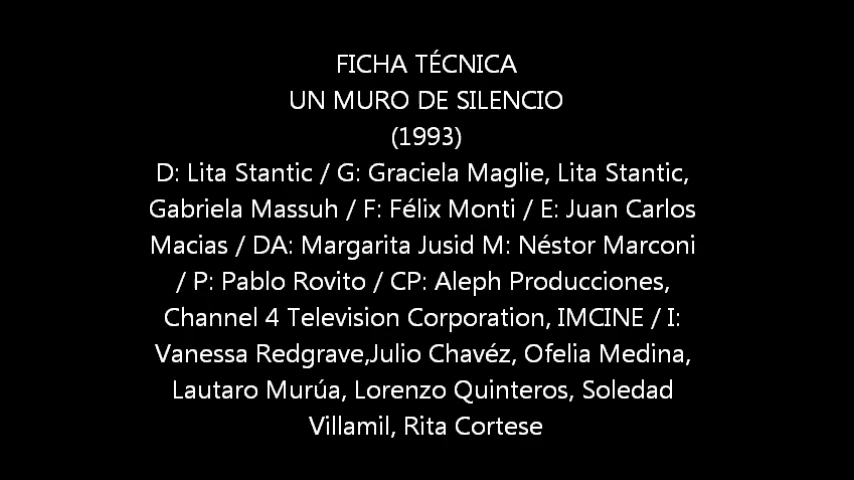 FICHA TÉCNICA
UN MURO DE SILENCIO
(1993)
D: Lita Stantic / G: Graciela Maglie, Lita Stantic,
Gabriela Massuh / F: Félix Monti / E: Juan Carlos
Macias / DA: Margarita Jusid M: Néstor Marconi
/ P: Pablo Rovito / CP: Aleph Producciones,
Channel 4 Television Corporation, IMCINE / I:
Vanessa Redgrave,Julio Chavéz, Ofelia Medina,
Lautaro Murúa, Lorenzo Quinteros, Soledad
Villamil, Rita Cortese